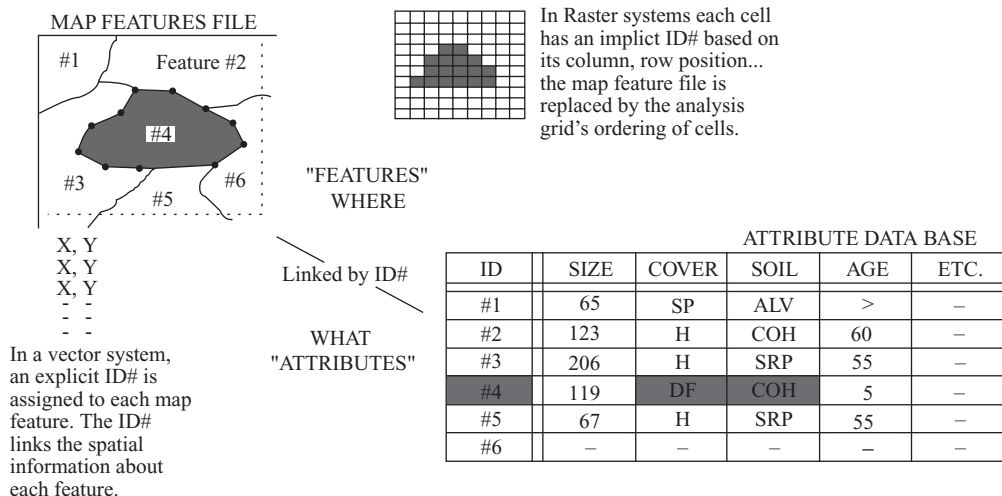 MAP FEATURES FILE
#1
Feature #2
#4
#3
#6
#5
X, Y
X, Y
X, Y
- -
- -
- -
In a vector system,
an explicit ID# is
assigned to each map
feature. The ID#
links the spatial
information about
each feature.
In Raster systems each cell
has an implict ID# based on
its column, row position...
the map feature file is
replaced by the analysis
grid's ordering of cells.
"FEATURES"
WHERE
Linked by ID#
WHAT
"ATTRIBUTES"
ATTRIBUTE DATA BASE
ID SIZE COVER SOIL AGE ETC.
#1 65 SP ALV > –
#2 123 H COH 60 –
#3 206 H SRP 55 –
#4 119 DF COH 5 –
#5 67 H SRP 55 –
#6 – – – – –